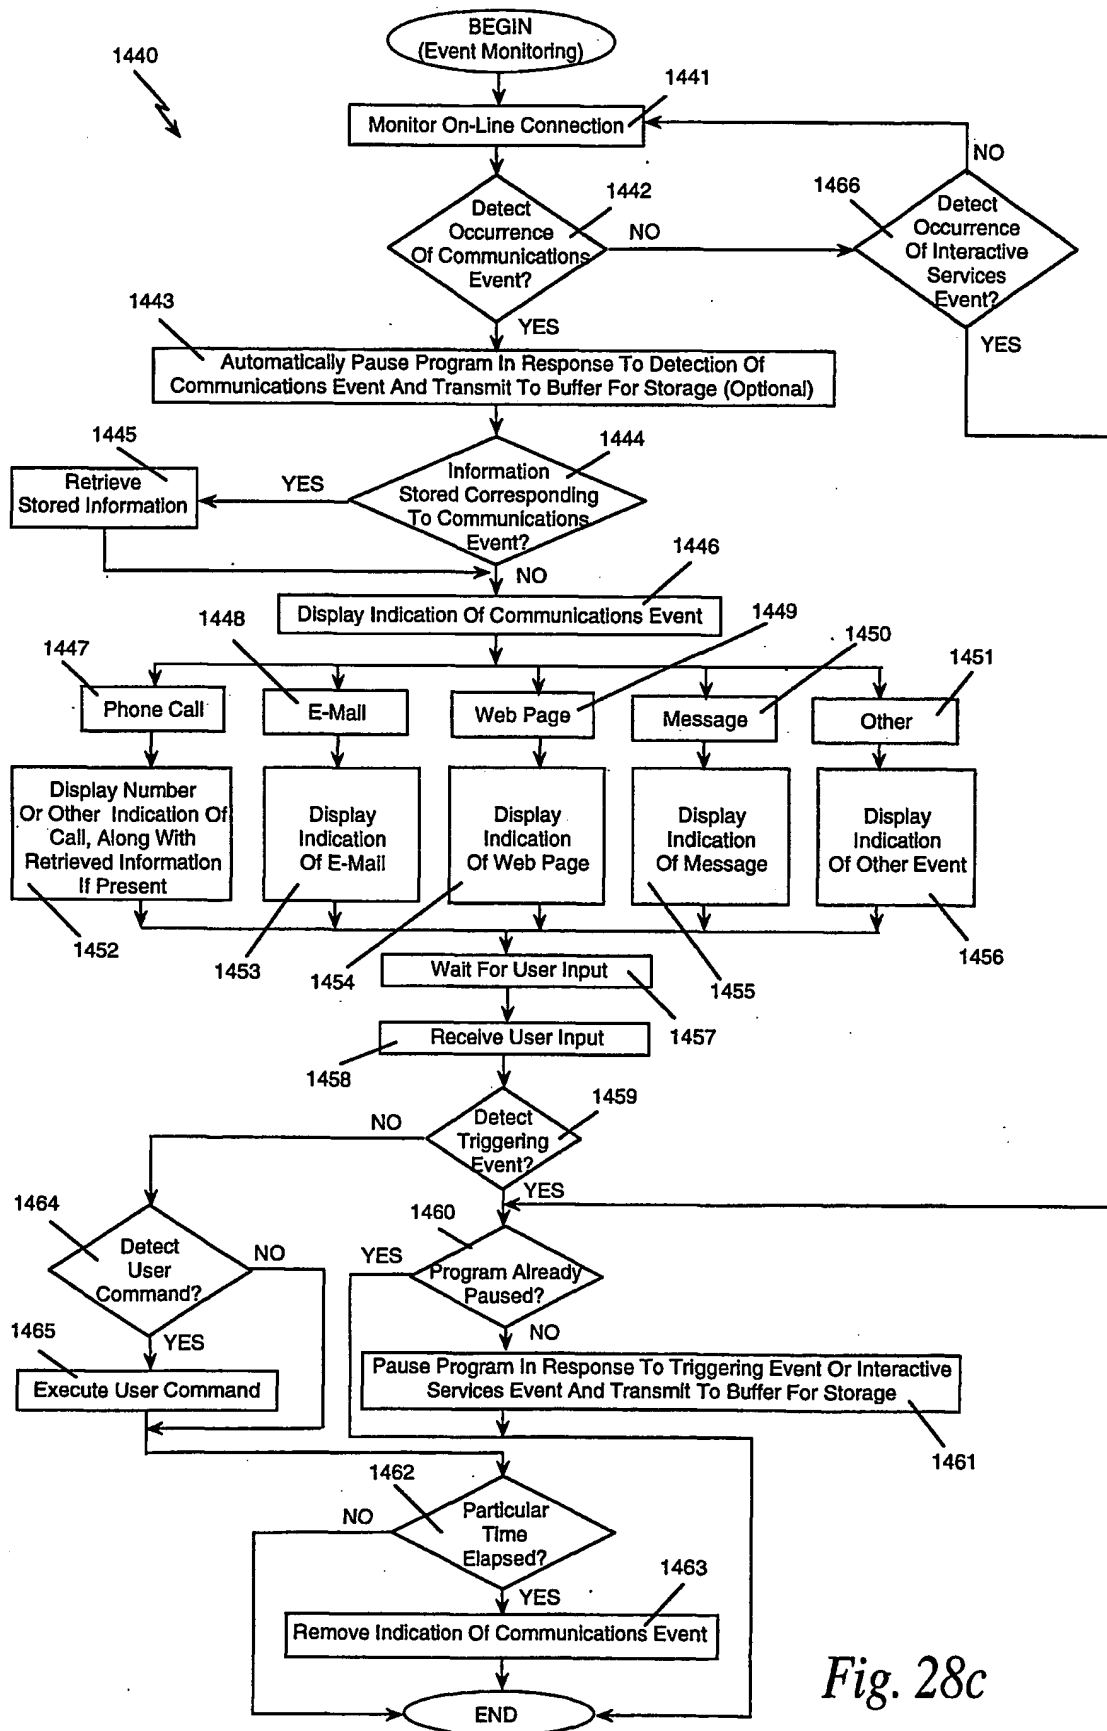 BEGIN
(Event Monitoring)
1440
1441
Monitor On-Line Connection
NO
1442
1466
Detect
Occurrence
Of Communications
Event?
NO
Detect
Occurrence
Of Interactive
Services
Event?
1443
YES
YES
Automatically Pause Program In Response To Detection Of
Communications Event And Transmit To Buffer For Storage (Optional)
1445
1444
Retrieve
Stored Information
YES
Information
Stored Corresponding
To Communications
Event?
NO
1446
Display Indication Of Communications Event
1447
1448
1449
1450
1451
Phone Call
E-Mail
Web Page
Message
Other
Display Number
Or Other Indication Of
Call, Along With
Retrieved Information
If Present
Display
Indication
Of E-Mail
Display
Indication
Of Web Page
Display
Indication
Of Message
Display
Indication
Of Other Event
1452
1453
1454
1455
1456
Wait For User Input
1457
Receive User Input
1458
1459
NO
Detect
Triggering
Event?
YES
1464
1460
Detect
User
Command?
NO
YES
Program Already
Paused?
1465
YES
NO
Execute User Command
Pause Program In Response To Triggering Event Or Interactive
Services Event And Transmit To Buffer For Storage
1461
1462
NO
Particular
Time
Elapsed?
1463
YES
Remove Indication Of Communications Event
END
Fig. 28c